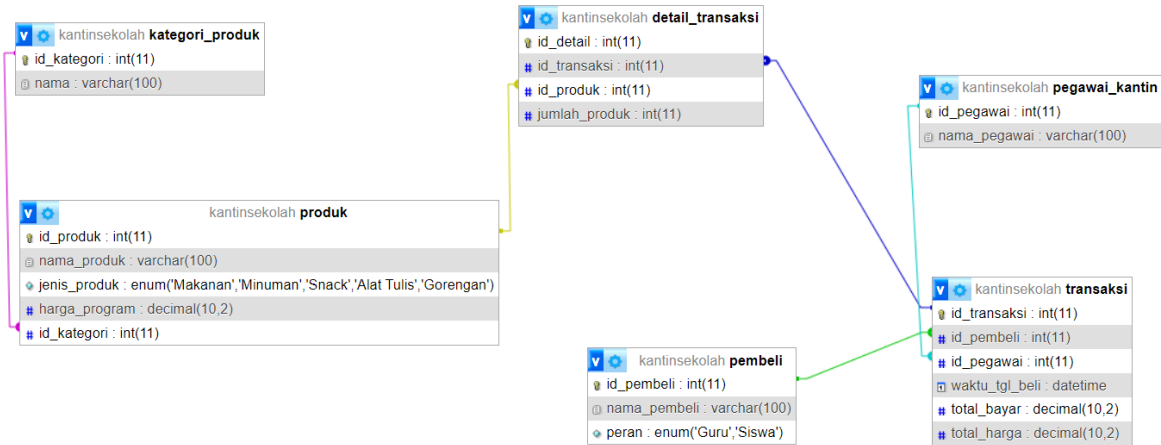 kantinsekolah kategori_produk
id_kategori : int(11)
nama : varchar(100)
kantinsekolah detail_transaksi
id_detail : int(11)
id_transaksi : int(11)
id_produk : int(11)
jumlah_produk : int(11)
kantinsekolah pegawai_kantin
id_pegawai : int(11)
nama_pegawai : varchar(100)
kantinsekolah produk
id_produk : int(11)
nama_produk : varchar(100)
jenis_produk : enum('Makanan','Minuman','Snack','Alat Tulis','Gorengan')
harga_program : decimal(10,2)
id_kategori : int(11)
kantinsekolah pembeli
id_pembeli : int(11)
nama_pembeli : varchar(100)
peran : enum('Guru','Siswa')
kantinsekolah transaksi
id_transaksi : int(11)
id_pembeli : int(11)
id_pegawai : int(11)
waktu_tgl_beli : datetime
total_bayar : decimal(10,2)
total_harga : decimal(10,2)